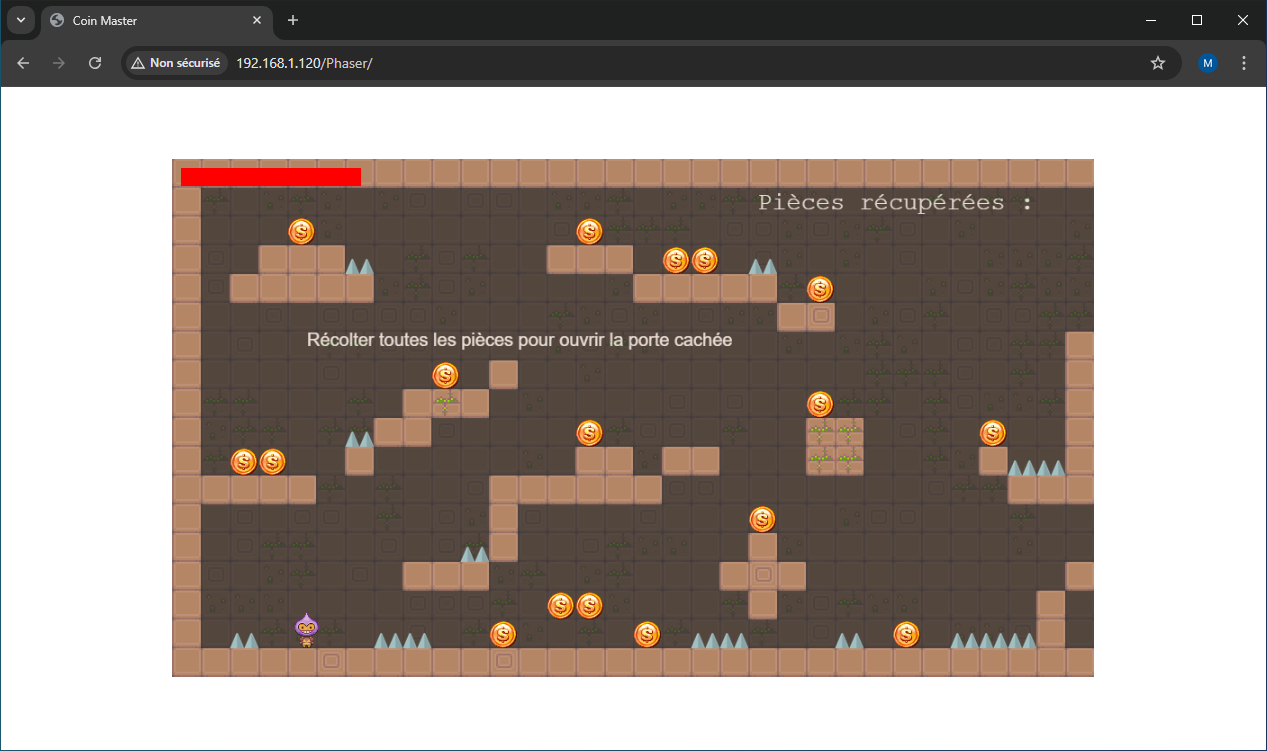 Coin Master
Non sécurisé
192.168.1.120/Phaser/
M
Pièces récupérées :
Récolter toutes les pièces pour ouvrir la porte cachée